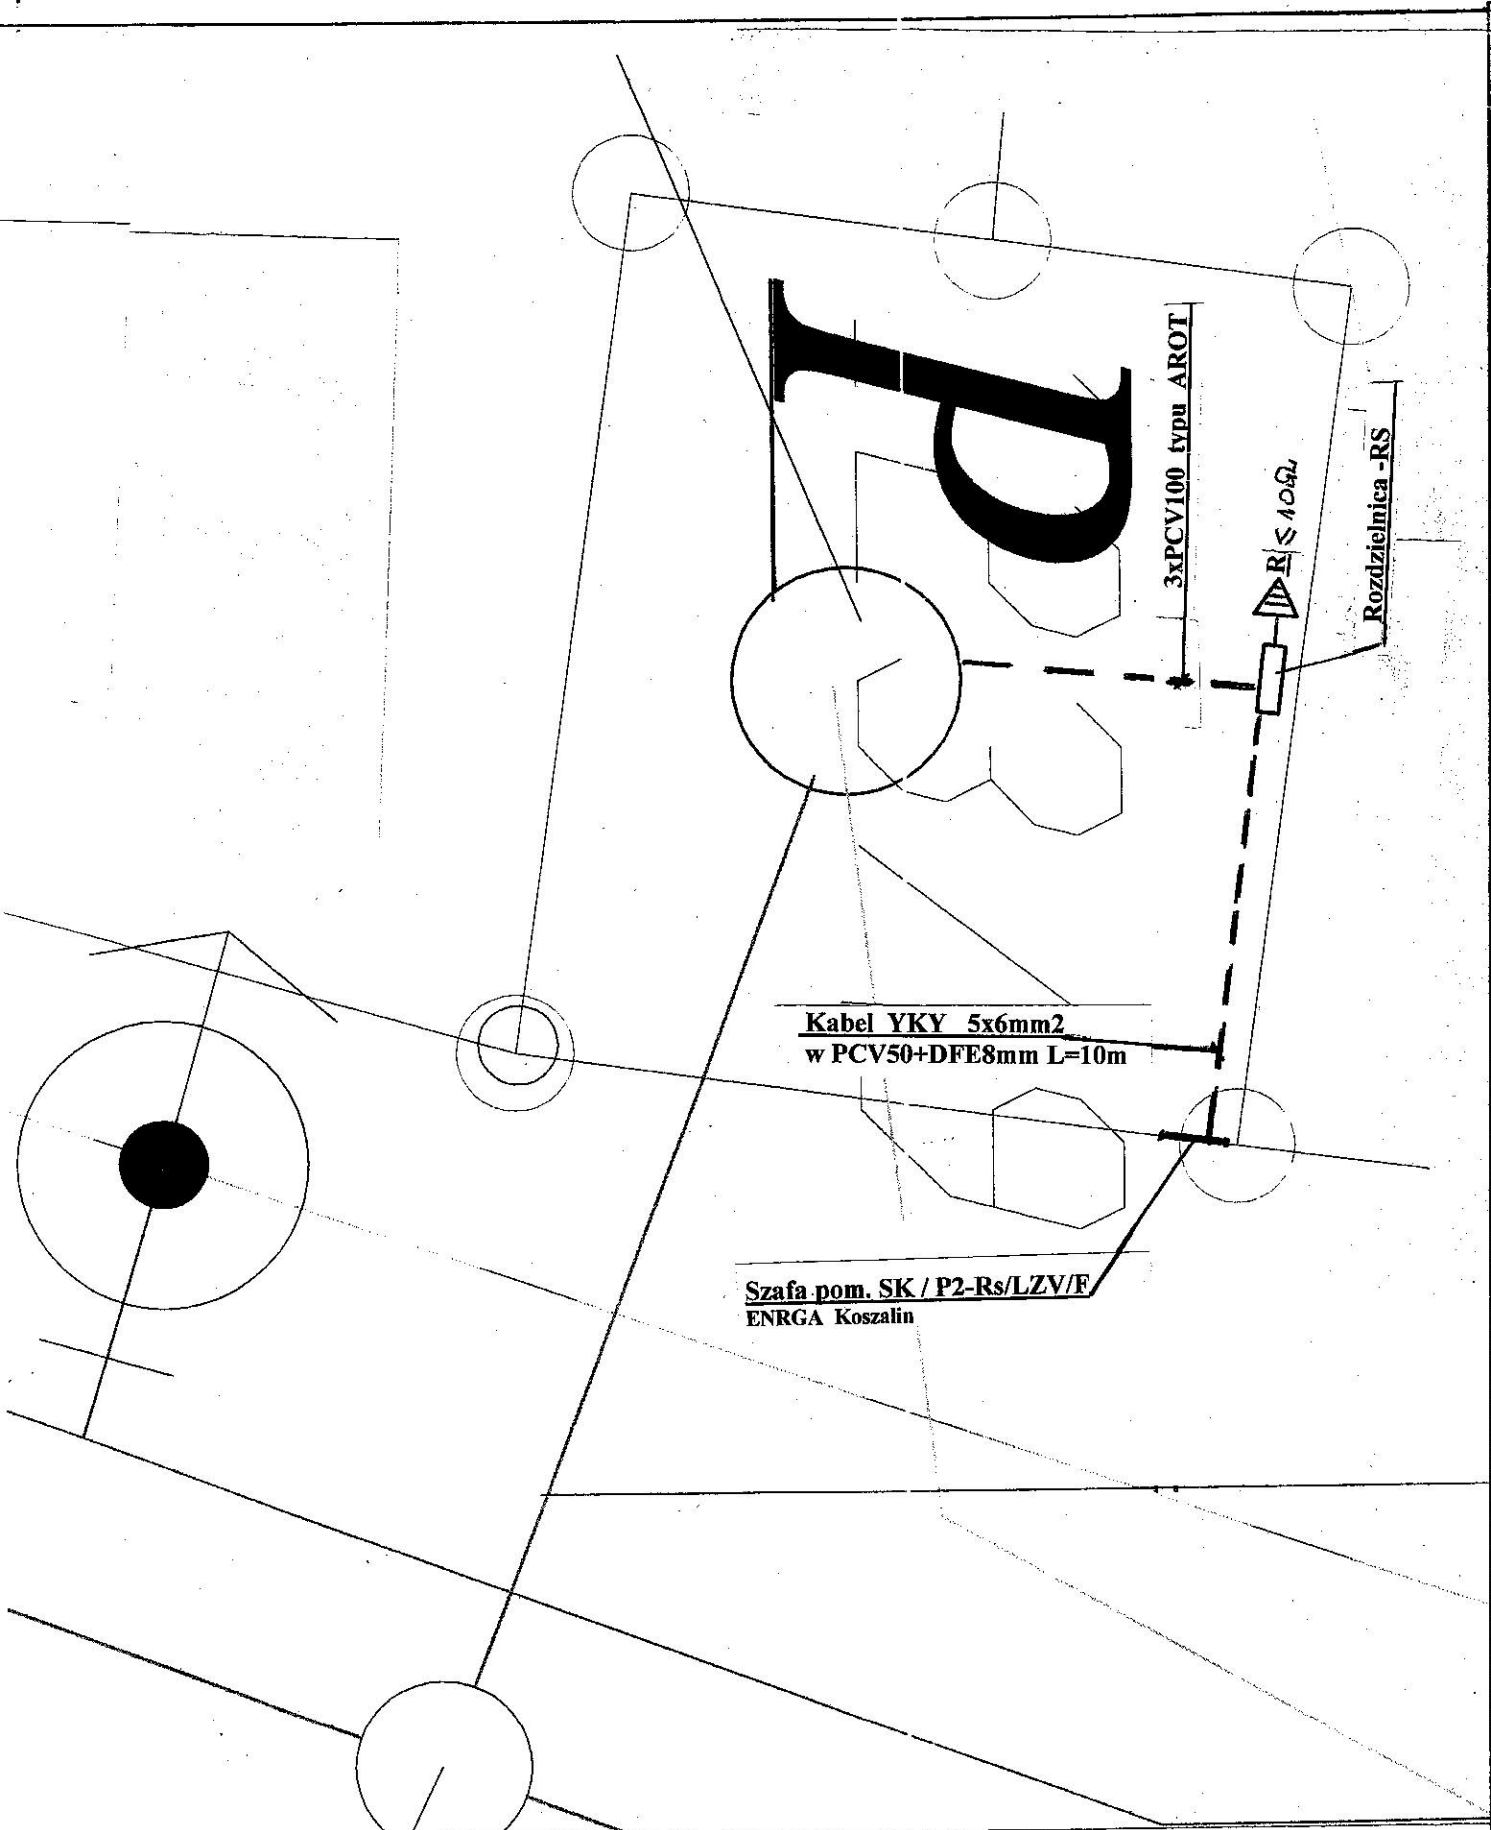 P
3xPCV100 typu AROT
R ≤ 10Ω
Rozdzielnica -RS
Kabel YKY 5x6mm2
w PCV50+DFE8mm L=10m
Szafa pom. SK / P2-Rs/LZV/F
ENRGA Koszalin